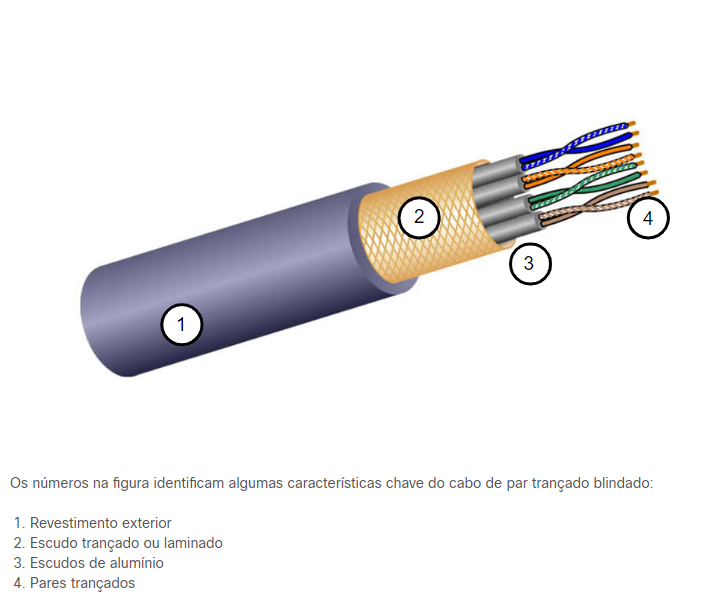 1
2
3
4
Os números na figura identificam algumas características chave do cabo de par trançado blindado:
1. Revestimento exterior
2. Escudo trançado ou laminado
3. Escudos de alumínio
4. Pares trançados